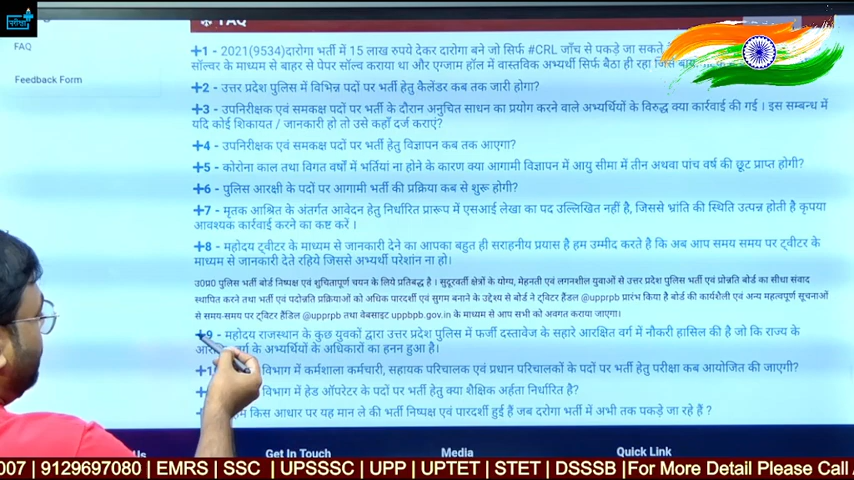 परीक्षा
FAQ
FAQ
Feedback Form
+1 - 2021(9534)दारोगा भर्ती में 15 लाख रुपये देकर दारोगा बने जो सिर्फ #CRL जाँच से पकड़े जा सकते
सॉल्वर के माध्यम से बाहर से पेपर सॉल्व कराया था और एग्जाम हॉल में वास्तविक अभ्यर्थी सिर्फ बैठा ही रहा जिसे
+2 - उत्तर प्रदेश पुलिस में विभिन्न पदों पर भर्ती हेतु कैलेंडर कब तक जारी होगा?
+3 - उपनिरीक्षक एवं समकक्ष पदों पर भर्ती के दौरान अनुचित साधन का प्रयोग करने वाले अभ्यर्थियों के विरुद्ध क्या कार्रवाई की गई । इस सम्बन्ध में
यदि कोई शिकायत / जानकारी हो तो उसे कहाँ दर्ज कराएं?
+4 - उपनिरीक्षक एवं समकक्ष पदों पर भर्ती हेतु विज्ञापन कब तक आएगा?
+5 - कोरोना काल तथा विगत वर्षों में भर्तियां ना होने के कारण क्या आगामी विज्ञापन में आयु सीमा में तीन अथवा पांच वर्ष की छूट प्राप्त होगी?
+6 - पुलिस आरक्षी के पदों पर आगामी भर्ती की प्रक्रिया कब से शुरू होगी?
+7 - मृतक आश्रित के अंतर्गत आवेदन हेतु निर्धारित प्रारूप में एसआई लेखा का पद उल्लिखित नहीं है, जिससे भ्रांति की स्थिति उत्पन्न होती है कृपया
आवश्यक कार्रवाई करने का कष्ट करें ।
+8 - महोदय ट्वीटर के माध्यम से जानकारी देने का आपका बहुत ही सराहनीय प्रयास है हम उम्मीद करते है कि अब आप समय समय पर ट्वीटर के
माध्यम से जानकारी देते रहिये जिससे अभ्यर्थी परेशांन ना हो।
उ0प्र0 पुलिस भर्ती बोर्ड निष्पक्ष एवं शुचितापूर्ण चयन के लिये प्रतिबद्ध है । सुदूरवर्ती क्षेत्रों के योग्य, मेहनती एवं लगनशील युवाओं से उत्तर प्रदेश पुलिस भर्ती एवं प्रोन्नति बोर्ड का सीधा संवाद
स्थापित करने तथा भर्ती एवं पदोन्नति प्रक्रियाओं को अधिक पारदर्शी एवं सुगम बनाने के उद्देश्य से बोर्ड ने ट्विटर हैंडल @upprpb प्रारंभ किया है बोर्ड की कार्यशैली एवं अन्य महत्वपूर्ण सूचनाओं
से समय-समय पर ट्विटर हैंडिल @upprpb तथा वेबसाइट uppbpb.gov.in के माध्यम से आप सभी को अवगत कराया जाएगा।
+9 - महोदय राजस्थान के कुछ युवकों द्वारा उत्तर प्रदेश पुलिस में फर्जी दस्तावेज के सहारे आरक्षित वर्ग में नौकरी हासिल की है जो कि राज्य के
वर्ग के अभ्यर्थियों के अधिकारों का हनन हुआ है।
विभाग में कर्मशाला कर्मचारी, सहायक परिचालक एवं प्रधान परिचालकों के पदों पर भर्ती हेतु परीक्षा कब आयोजित की जाएगी?
विभाग में हेड ऑपरेटर के पदों पर भर्ती हेतु क्या शैक्षिक अर्हता निर्धारित है?
किस आधार पर यह मान ले की भर्ती निष्पक्ष एवं पारदर्शी हुई हैं जब दरोगा भर्ती में अभी तक पकड़े जा रहे हैं ?
Get In Touch
Media
Quick Link
007 | 9129697080 | EMRS | SSC | UPSSSC | UPP | UPTET | STET | DSSSB |For More Detail Please Call